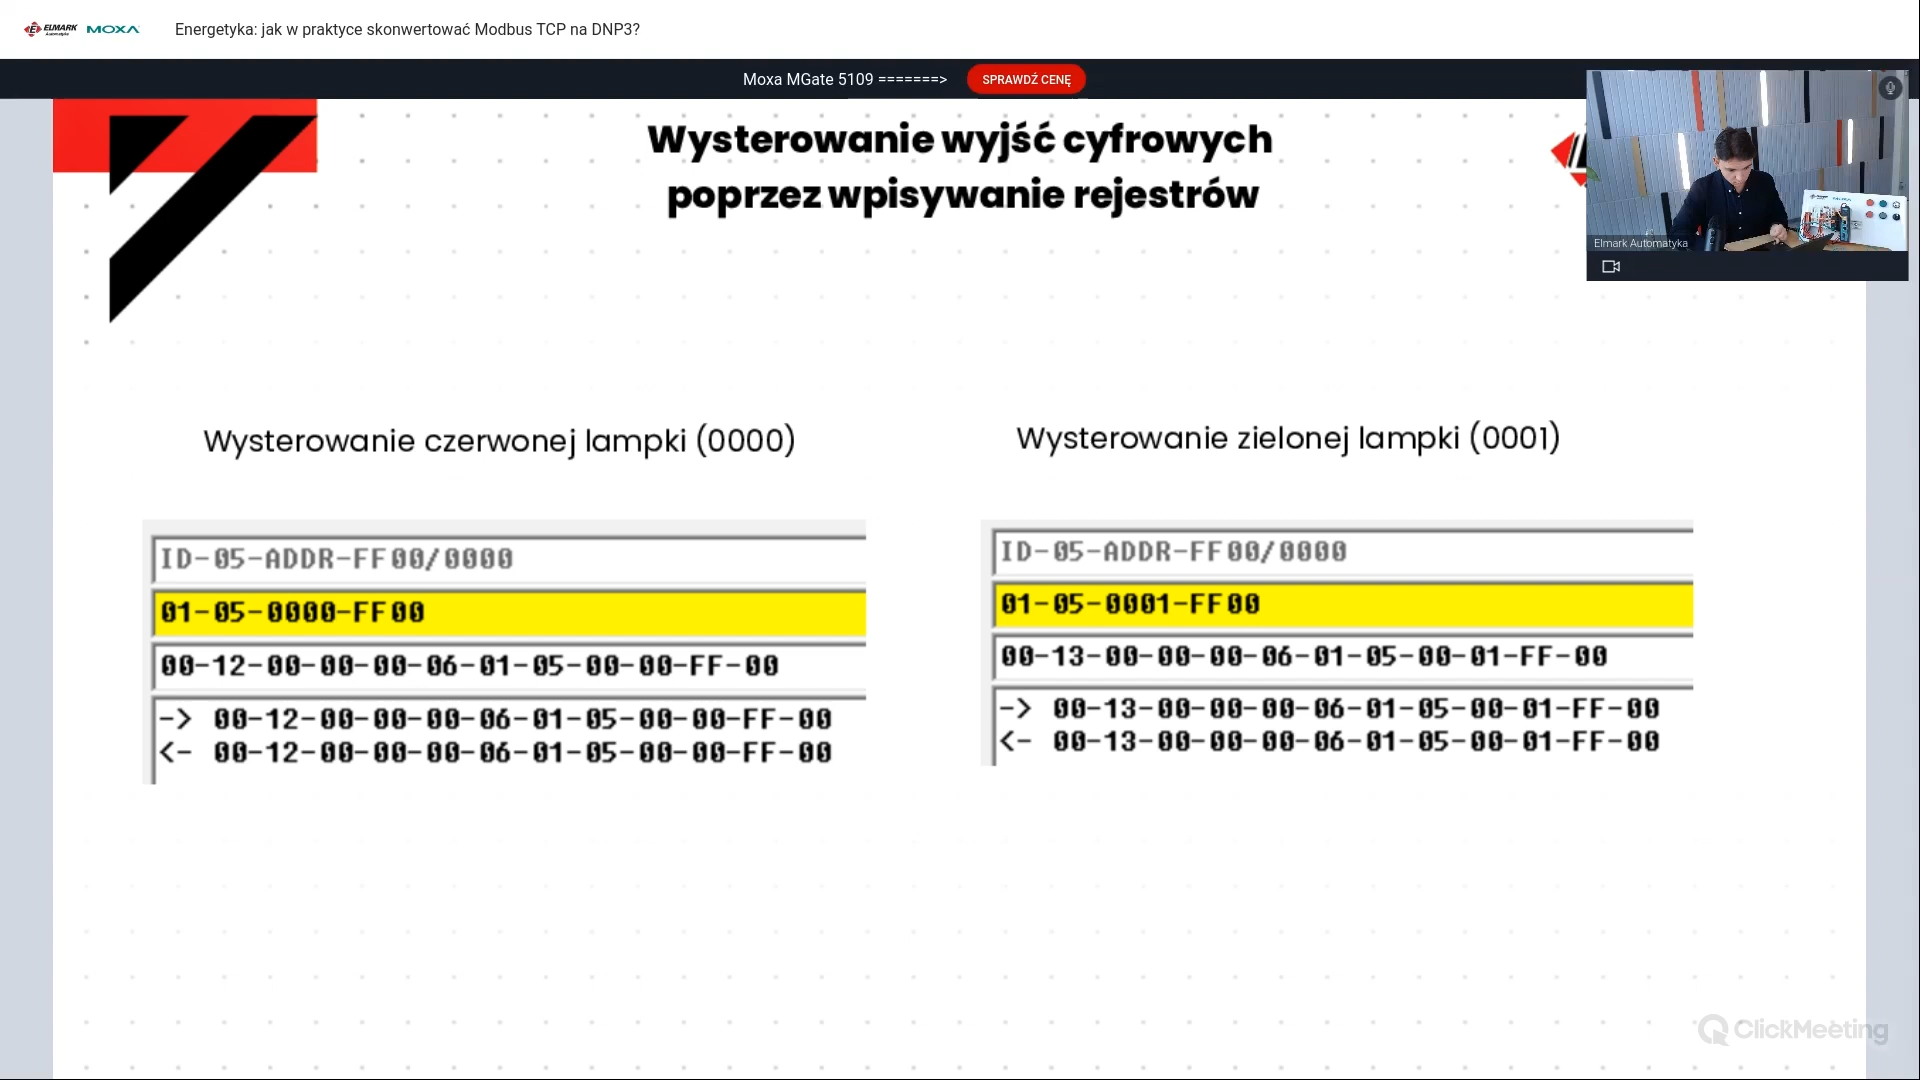 ELMARK
Automatyka
MOXA
Energetyka: jak w praktyce skonwertować Modbus TCP na DNP3?
Moxa MGate 5109 =======>
SPRAWDŹ CENĘ
Wysterowanie wyjść cyfrowych
poprzez wpisywanie rejestrów
Elmark Automatyka
Wysterowanie czerwonej lampki (0000)
ID-05-ADDR-FF00/0000
01-05-0000-FF00
00-12-00-00-00-06-01-05-00-00-FF-00
-> 00-12-00-00-00-06-01-05-00-00-FF-00
<- 00-12-00-00-00-06-01-05-00-00-FF-00
Wysterowanie zielonej lampki (0001)
ID-05-ADDR-FF00/0000
01-05-0001-FF00
00-13-00-00-00-06-01-05-00-01-FF-00
-> 00-13-00-00-00-06-01-05-00-01-FF-00
<- 00-13-00-00-00-06-01-05-00-01-FF-00
ClickMeeting